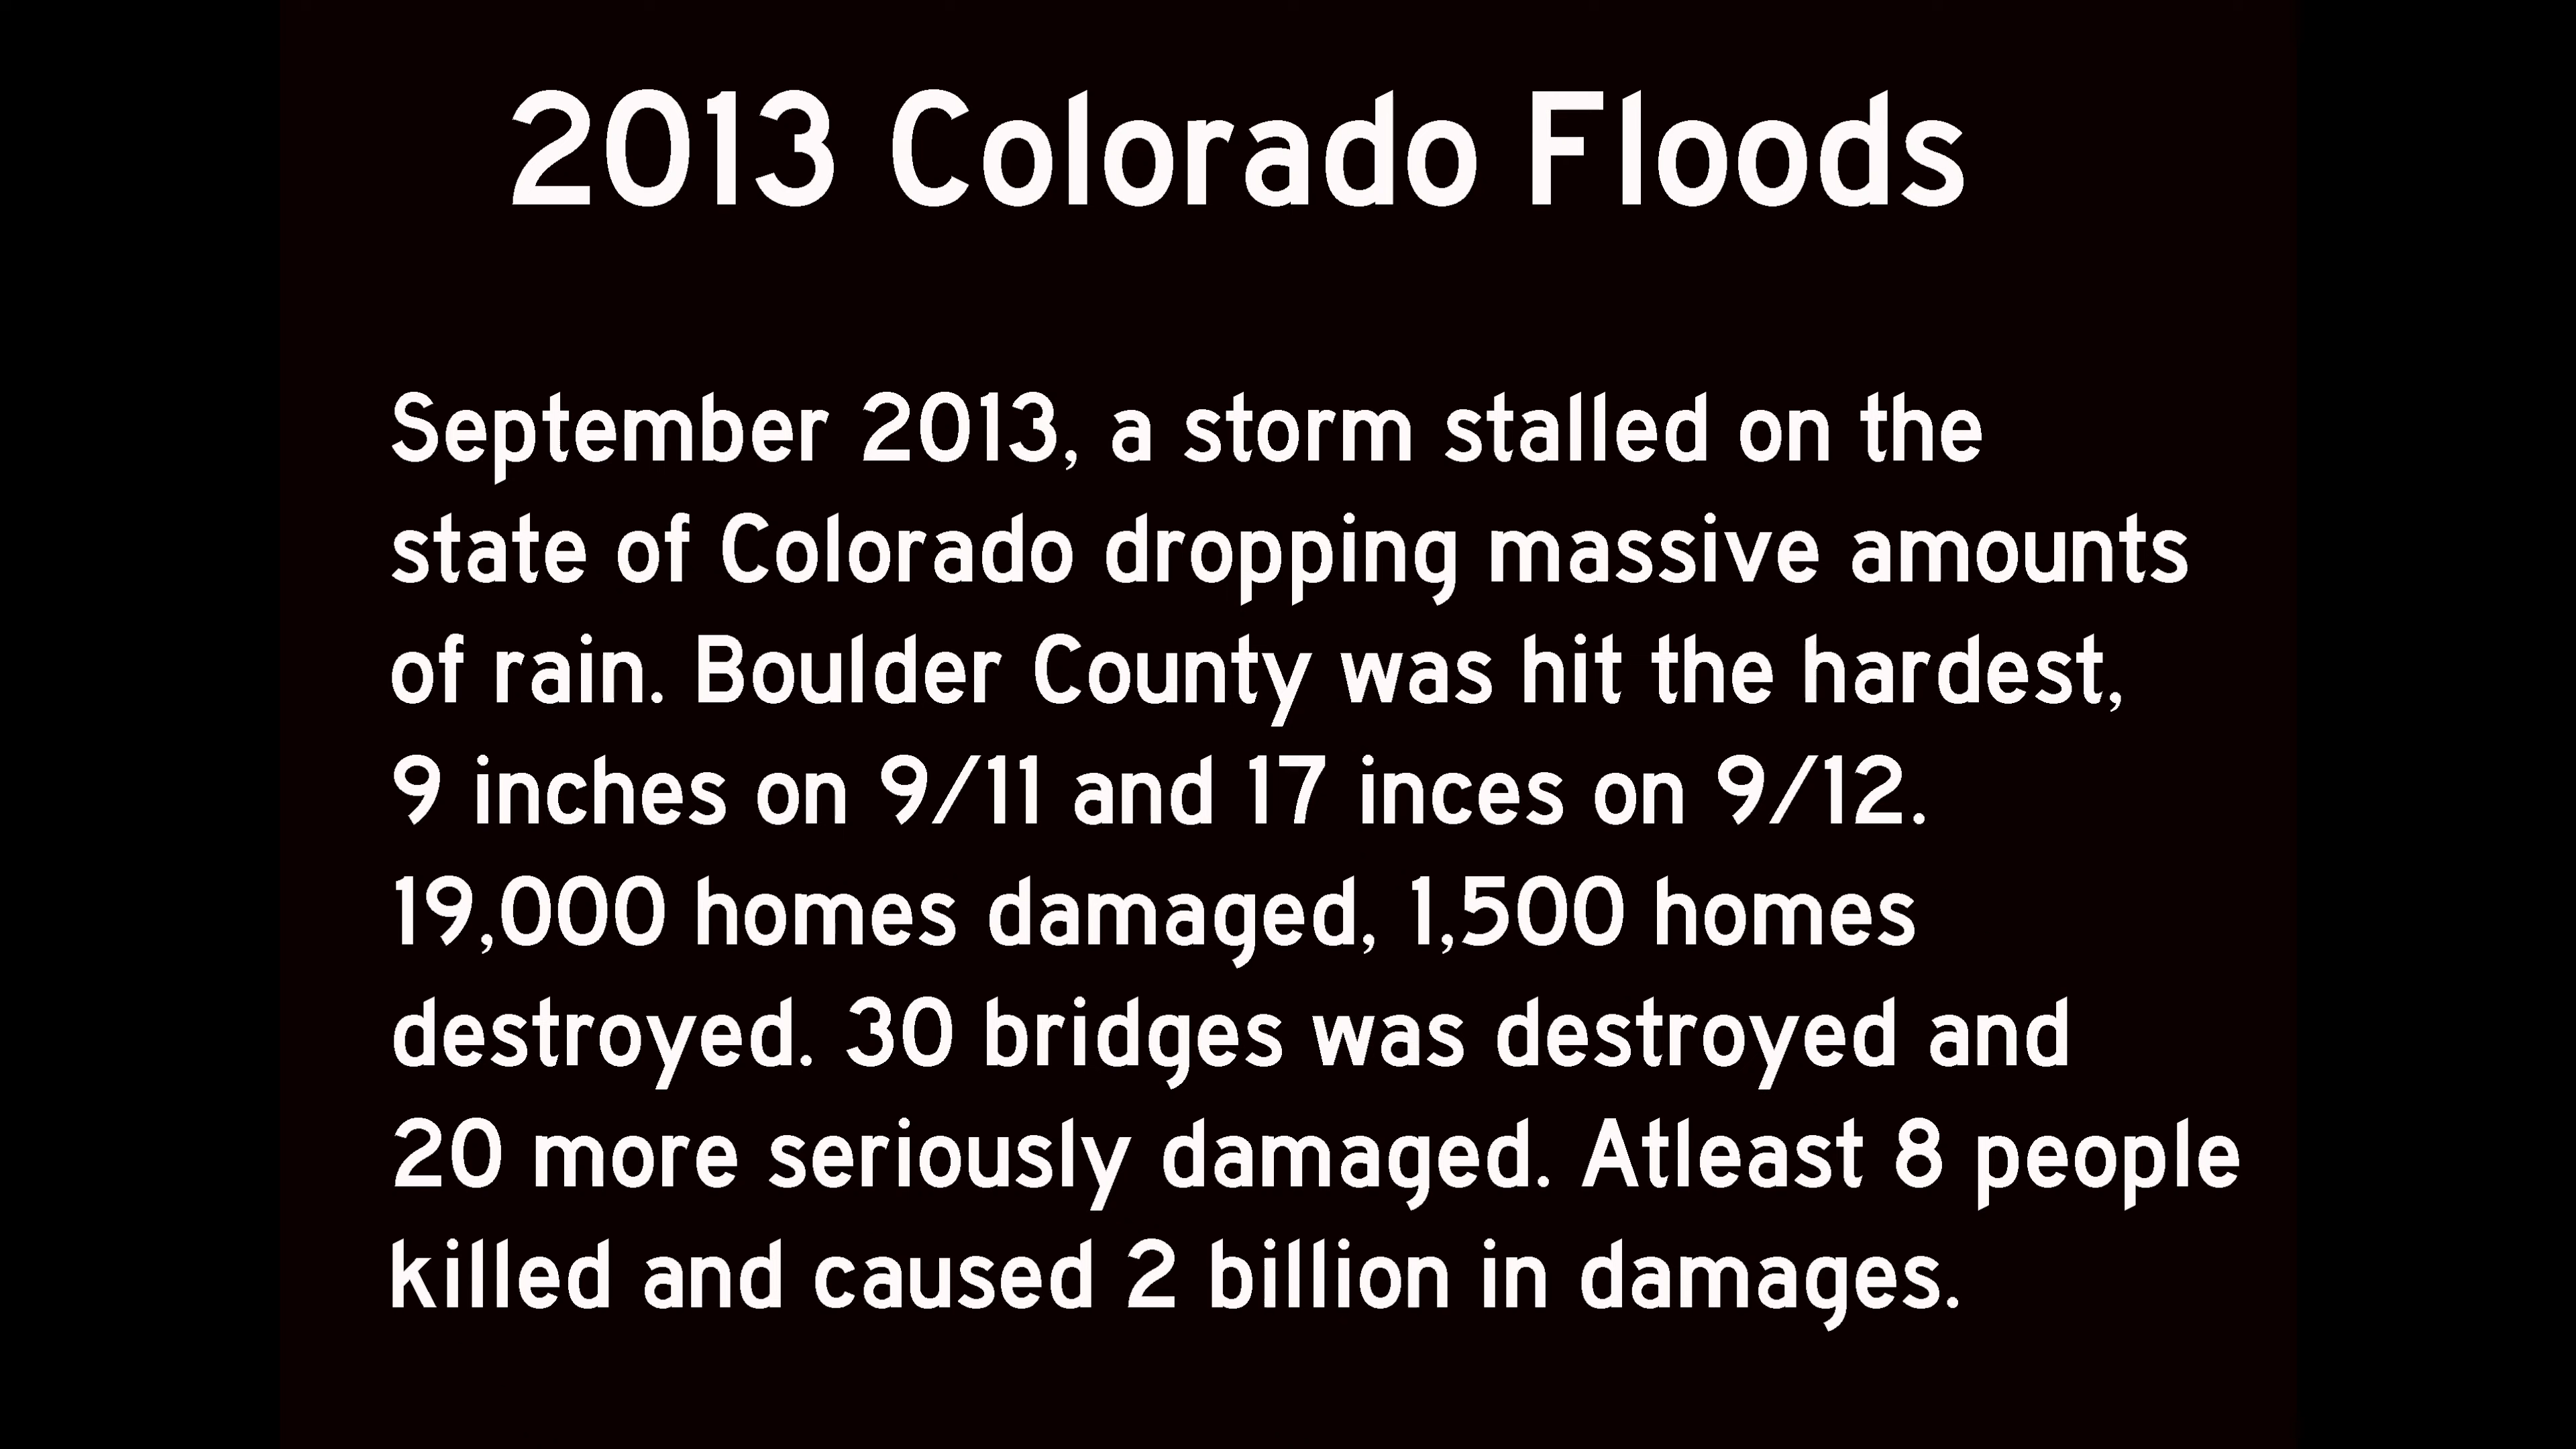 2013 Colorado Floods
September 2013, a storm stalled on the
state of Colorado dropping massive amounts
of rain. Boulder County was hit the hardest,
9 inches on 9/11 and 17 inces on 9/12.
19,000 homes damaged, 1,500 homes
destroyed. 30 bridges was destroyed and
20 more seriously damaged. Atleast 8 people
killed and caused 2 billion in damages.